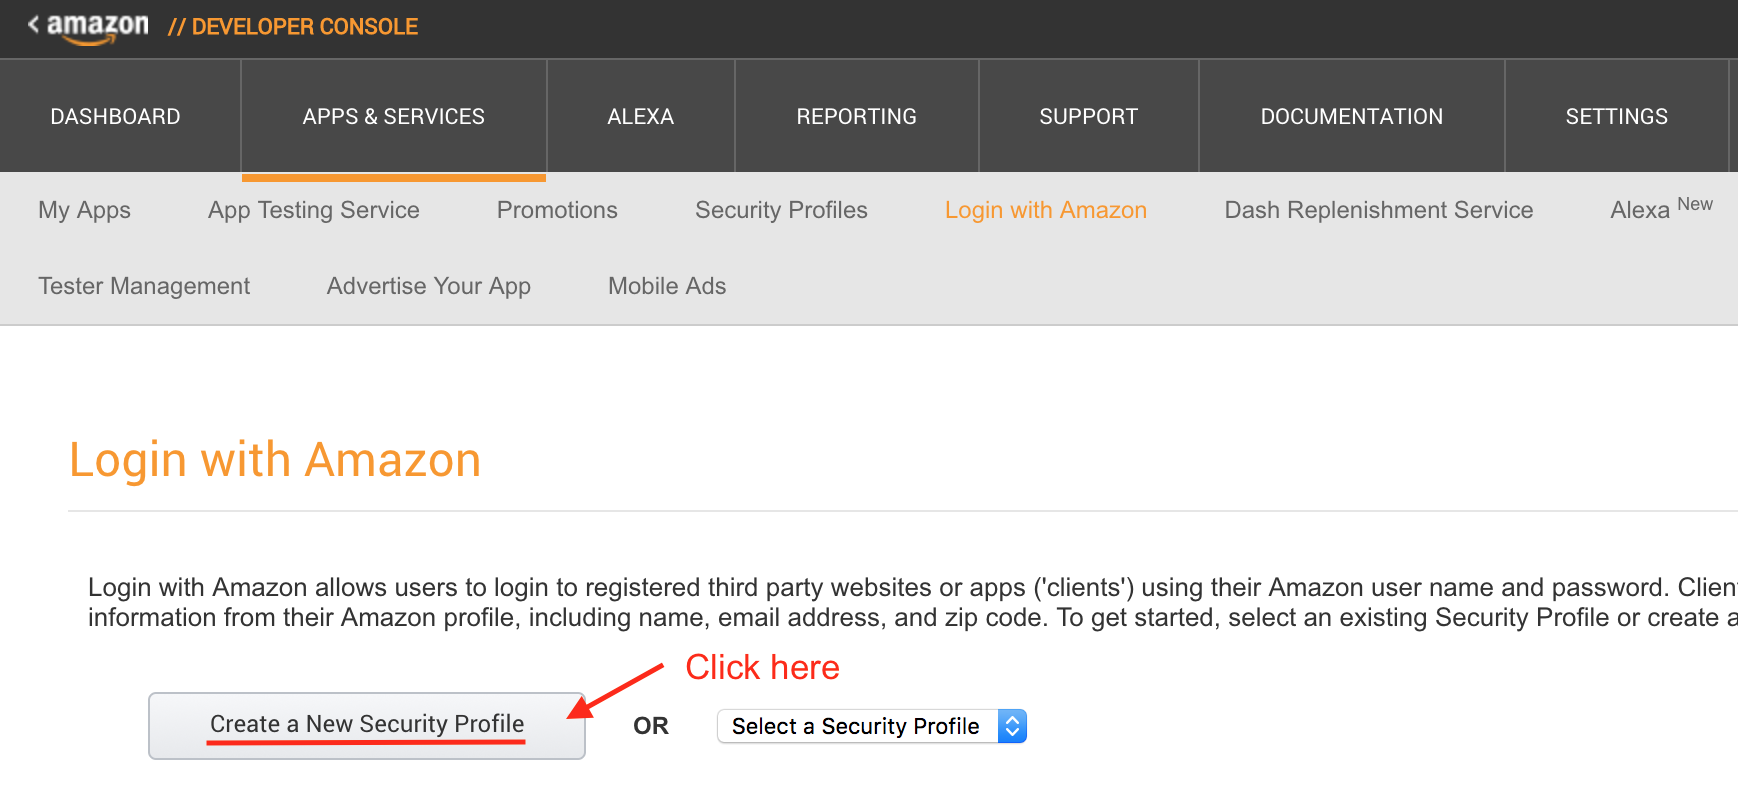 amazon // DEVELOPER CONSOLE
DASHBOARD APPS & SERVICES ALEXA REPORTING SUPPORT DOCUMENTATION SETTINGS
My Apps App Testing Service Promotions Security Profiles Login with Amazon Dash Replenishment Service Alexa New
Tester Management Advertise Your App Mobile Ads
Login with Amazon
Login with Amazon allows users to login to registered third party websites or apps ('clients') using their Amazon user name and password. Clien
information from their Amazon profile, including name, email address, and zip code. To get started, select an existing Security Profile or create a
Click here
Create a New Security Profile OR Select a Security Profile